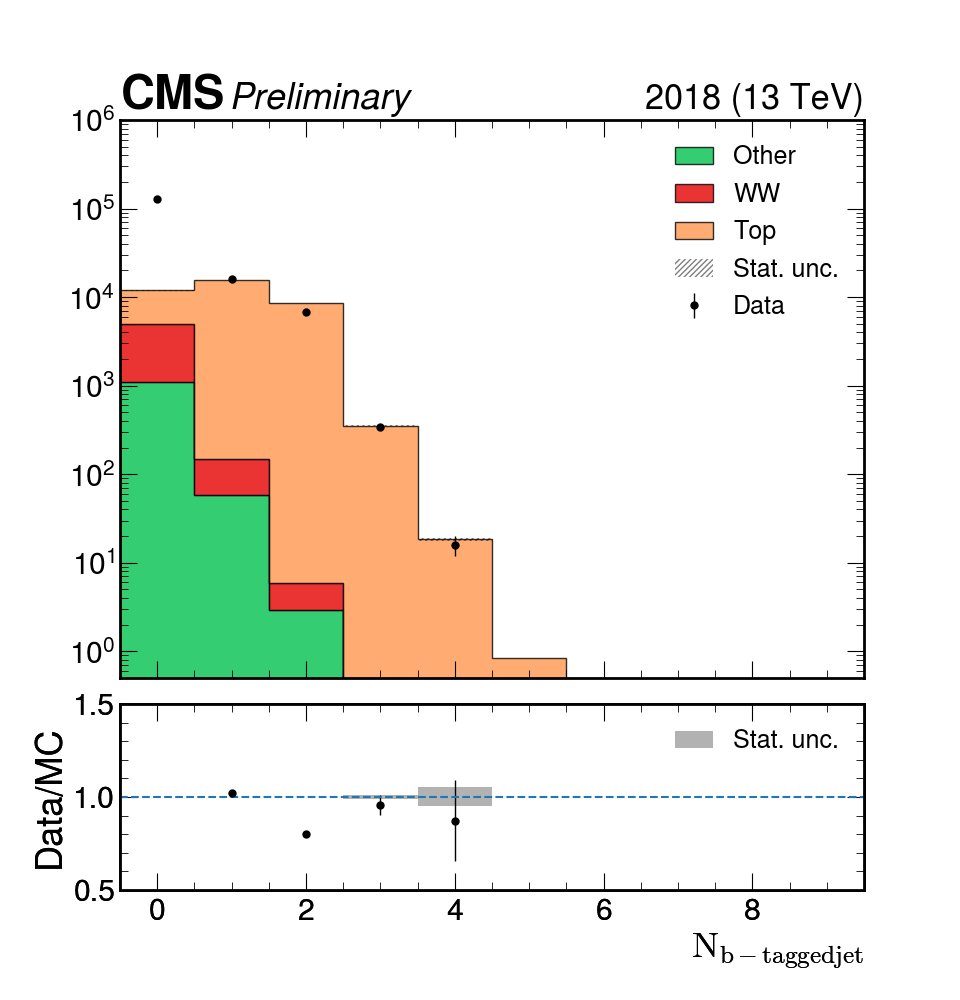 CMS Preliminary 2018 (13 TeV)
10^6
10^5
10^4
10^3
10^2
10^1
10^0
Other
WW
Top
Stat. unc.
Data
1.5
1.0
0.5
Data/MC
Stat. unc.
0 2 4 6 8
N_{b - taggedjet}